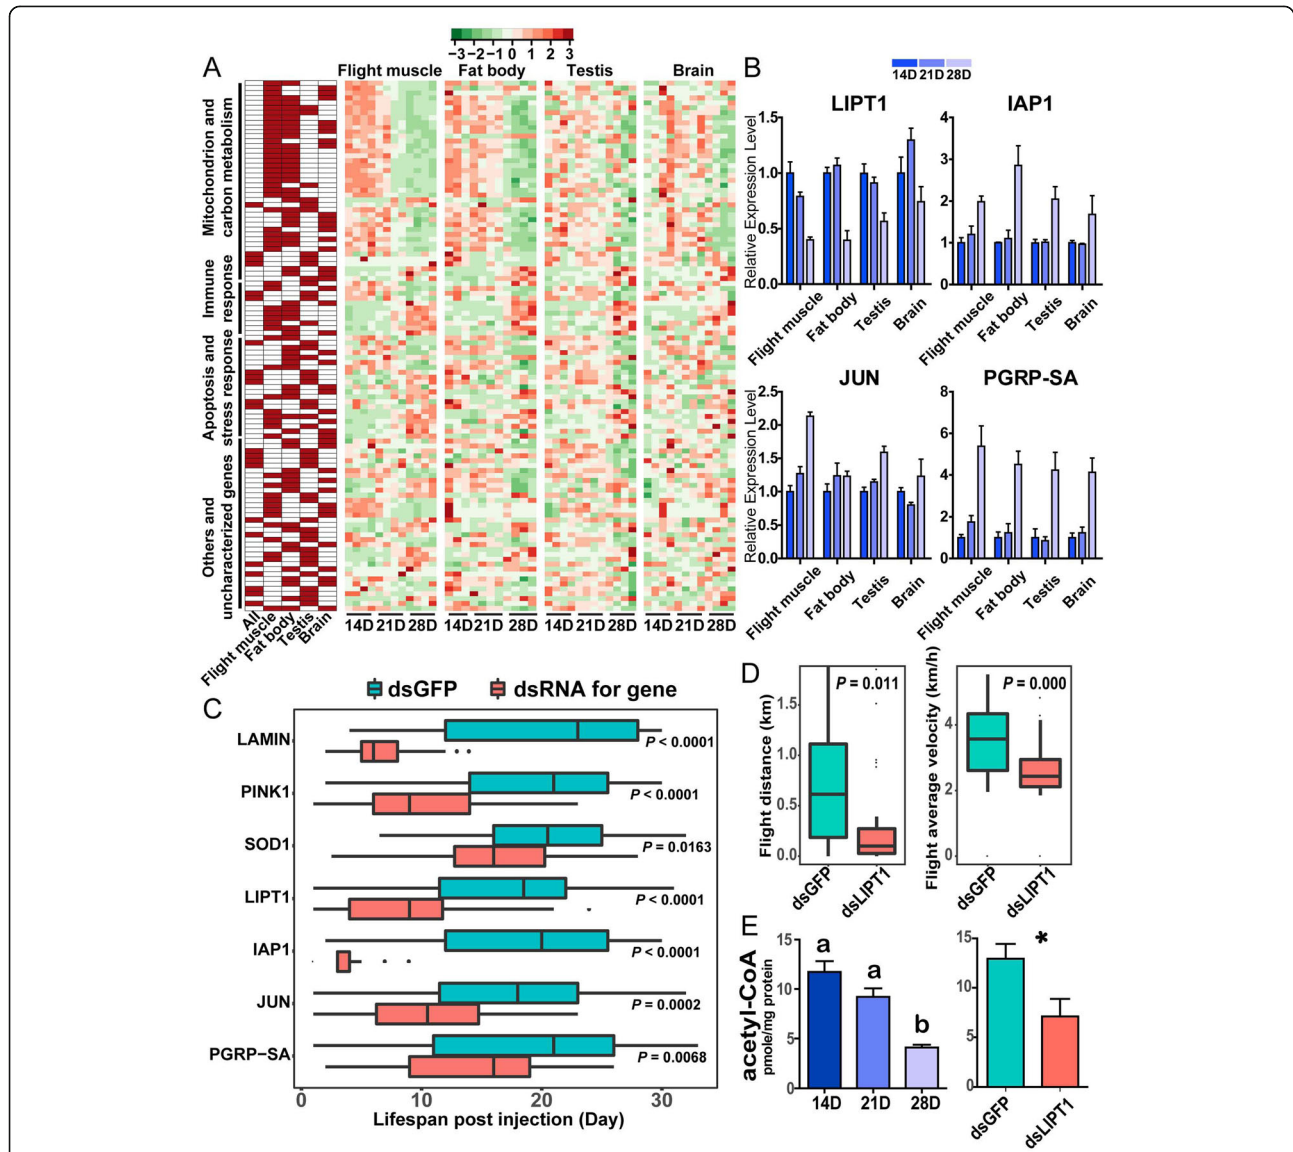 −3 −2 −1 0 1 2 3
A
Flight muscle Fat body Testis Brain
Mitochondrion and
carbon metabolism
Immune
response
Apoptosis and
stress response
Others and
uncharacterized genes
All
Flight muscle
Fat body
Testis
Brain
14D 21D 28D
14D 21D 28D
14D 21D 28D
14D 21D 28D
B
14D 21D 28D
LIPT1
Relative Expression Level
1.5
1.0
0.5
0.0
Flight muscle
Fat body
Testis
Brain
IAP1
4
3
2
1
0
Flight muscle
Fat body
Testis
Brain
JUN
Relative Expression Level
2.5
2.0
1.5
1.0
0.5
0.0
Flight muscle
Fat body
Testis
Brain
PGRP-SA
8
6
4
2
0
Flight muscle
Fat body
Testis
Brain
C
dsGFP dsRNA for gene
LAMIN
P < 0.0001
PINK1
P < 0.0001
SOD1
P = 0.0163
LIPT1
P < 0.0001
IAP1
P < 0.0001
JUN
P = 0.0002
PGRP−SA
P = 0.0068
0 10 20 30
Lifespan post injection (Day)
D
Flight distance (km)
P = 0.011
1.5
1.0
0.5
0.0
dsGFP
dsLIPT1
Flight average velocity (km/h)
P = 0.000
4
2
0
dsGFP
dsLIPT1
E
acetyl-CoA
pmole/mg protein
15
10
5
0
a
a
b
14D 21D 28D
15
10
5
0
*
dsGFP
dsLIPT1